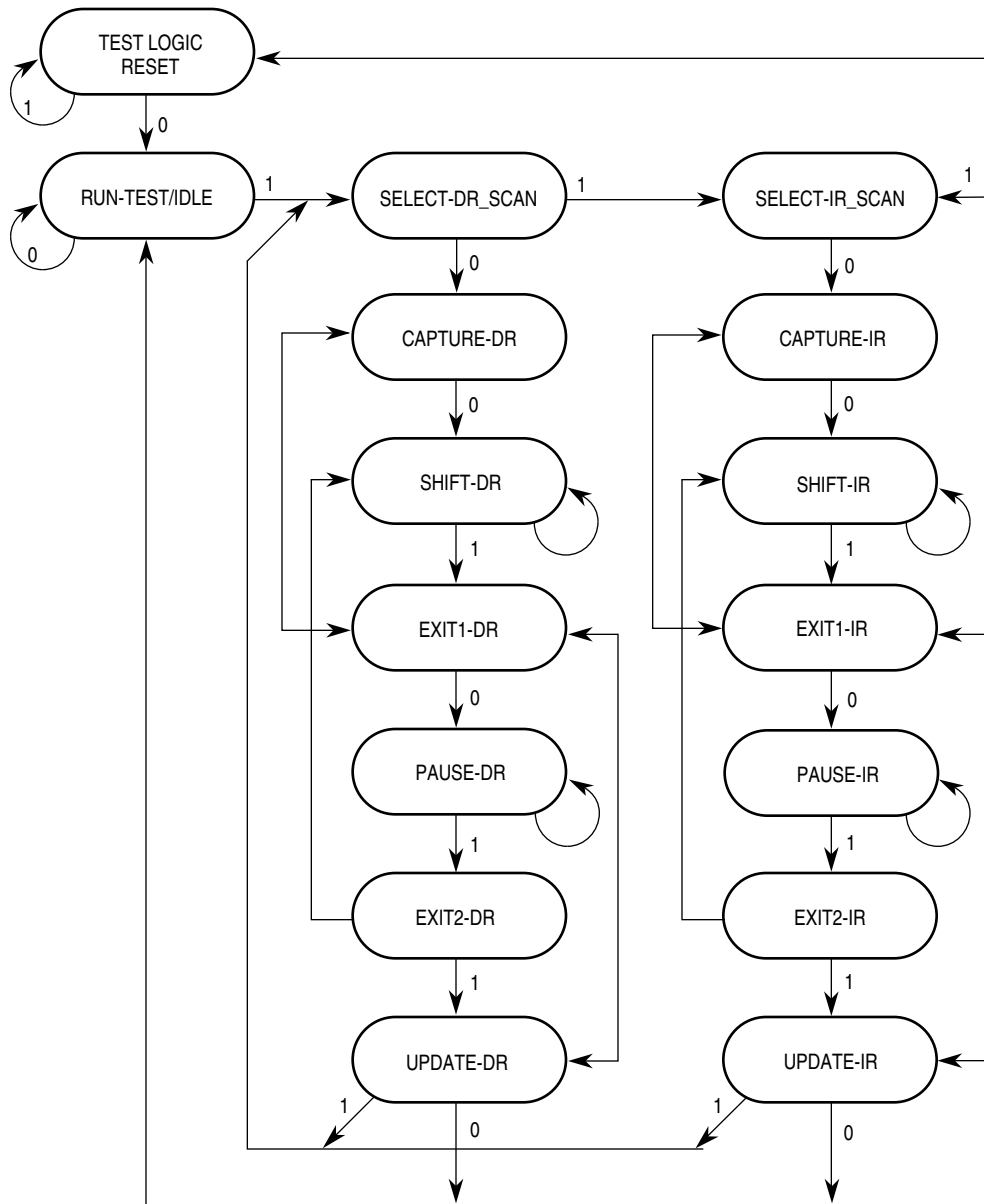 TEST LOGIC
RESET
1
0
RUN-TEST/IDLE
1
SELECT-DR_SCAN
1
SELECT-IR_SCAN
1
0
0
0
CAPTURE-DR
CAPTURE-IR
0
0
SHIFT-DR
SHIFT-IR
1
1
EXIT1-DR
EXIT1-IR
0
0
PAUSE-DR
PAUSE-IR
1
1
EXIT2-DR
EXIT2-IR
1
1
UPDATE-DR
UPDATE-IR
1
0
1
0